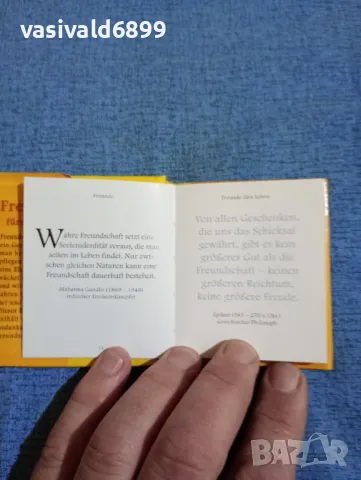 vasivald6899
Fre
für
Freunde
Wahre Freundschaft setzt eine
Seelenidentität voraus, die man
selten im Leben findet. Nur zwi-
schen gleichen Naturen kann eine
Freundschaft dauerhaft bestehen.
Mahatma Gandhi (1869 – 1948)
indischer Freiheitskämpfer
Freunde fürs Leben
Von allen Geschenken,
die uns das Schicksal
gewährt, gibt es kein
größeres Gut als die
Freundschaft – keinen
größeren Reichtum,
keine größere Freude.
Epikur (341 – 270 v. Chr.)
griechischer Philosoph
BAZAR